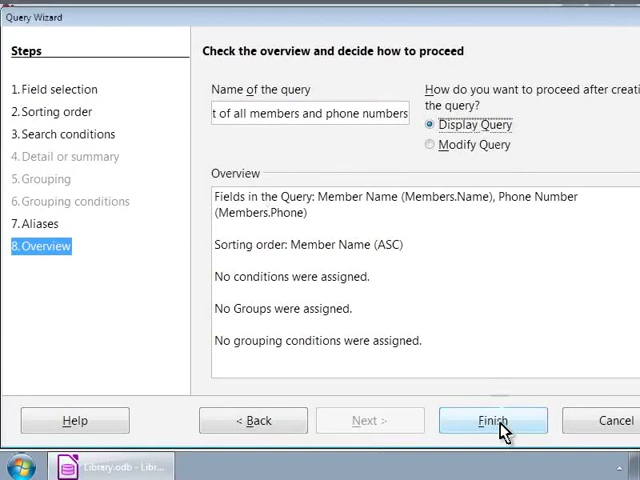 Query Wizard
Steps
1.Field selection
2.Sorting order
3.Search conditions
4.Detail or summary
5.Grouping
6.Grouping conditions
7.Aliases
8.Overview
Check the overview and decide how to proceed
Name of the query
t of all members and phone numbers
How do you want to proceed after creati
the query?
Display Query
Modify Query
Overview
Fields in the Query: Member Name (Members.Name), Phone Number
(Members.Phone)
Sorting order: Member Name (ASC)
No conditions were assigned.
No Groups were assigned.
No grouping conditions were assigned.
Help
< Back
Next >
Finish
Cancel
Library.odb - Libr...